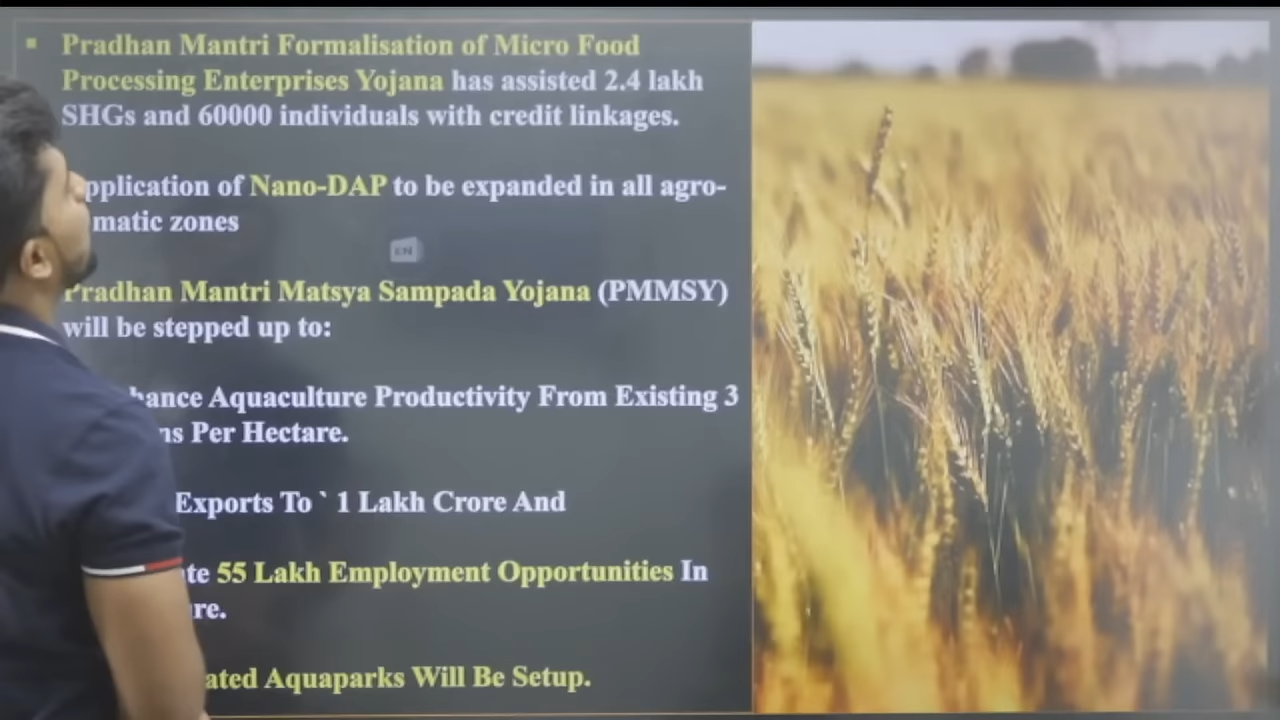 Pradhan Mantri Formalisation of Micro Food
Processing Enterprises Yojana has assisted 2.4 lakh
SHGs and 60000 individuals with credit linkages.
pplication of Nano-DAP to be expanded in all agro-
matic zones
EN
Pradhan Mantri Matsya Sampada Yojana (PMMSY)
will be stepped up to:
hance Aquaculture Productivity From Existing 3
ns Per Hectare.
Exports To ` 1 Lakh Crore And
te 55 Lakh Employment Opportunities In
re.
ated Aquaparks Will Be Setup.